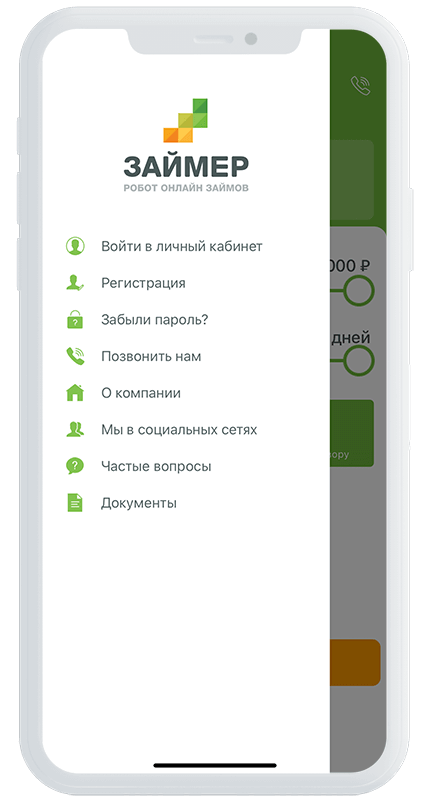 ЗАЙМЕР
РОБОТ ОНЛАЙН ЗАЙМОВ
Войти в личный кабинет
Регистрация
Забыли пароль?
Позвонить нам
О компании
Мы в социальных сетях
Частые вопросы
Документы
000 ₽
дней